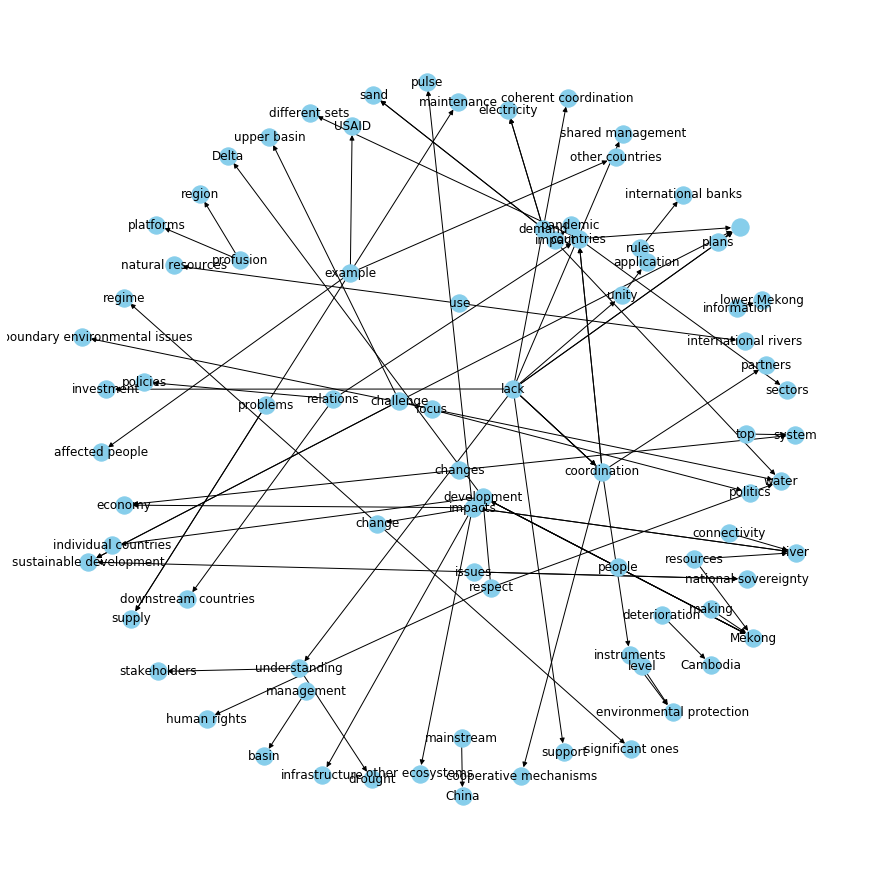 pulse
sand
maintenance
coherent coordination
different sets
electricity
USAID
shared management
upper basin
Delta
other countries
region
international banks
platforms
pandemic
demand
impact
countries
plans
rules
natural resources
profusion
application
example
regime
unity
use
lower Mekong
information
boundary environmental issues
international rivers
partners
policies
investment
lack
sectors
problems
relations
challenge
focus
top
system
affected people
changes
coordination
water
politics
economy
development
impacts
change
connectivity
individual countries
river
sustainable development
resources
issues
people
national sovereignty
respect
downstream countries
making
supply
deterioration
Mekong
instruments
level
Cambodia
stakeholders
understanding
management
human rights
environmental protection
mainstream
basin
support
significant ones
infrastructure
other ecosystems
drought
cooperative mechanisms
China